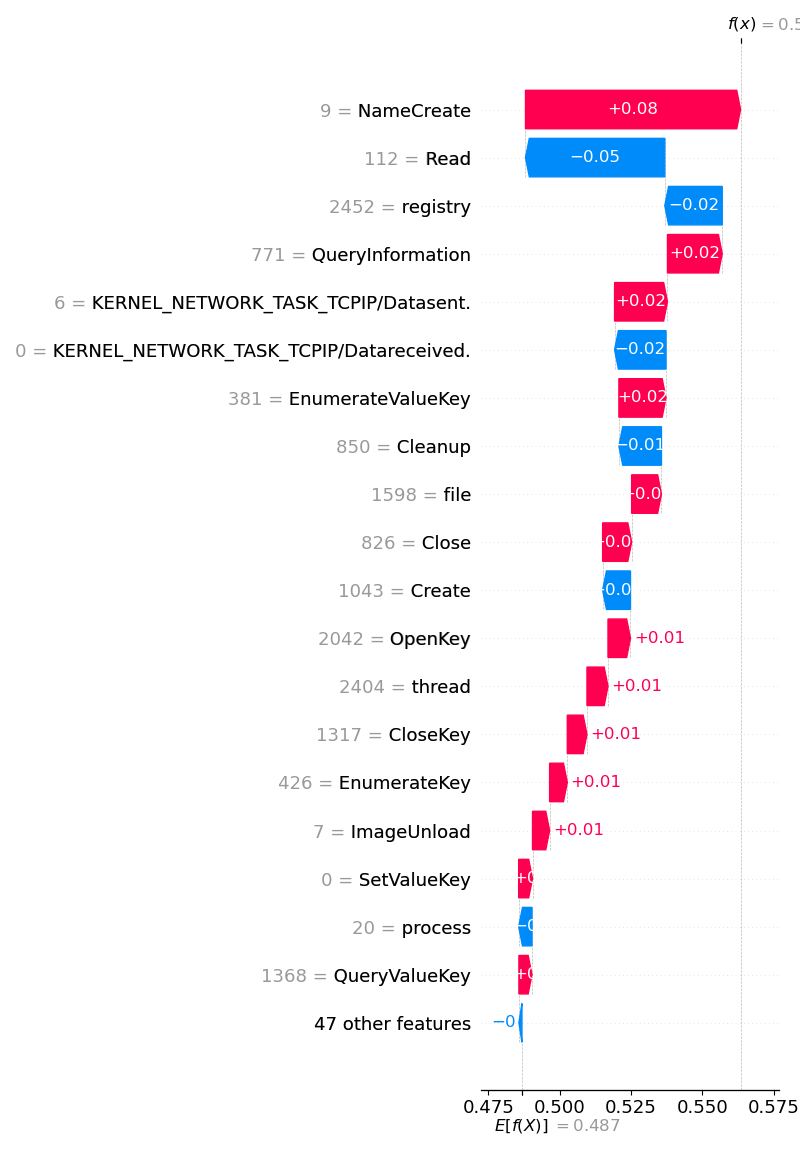 f(x) = 0.5
9 = NameCreate
+0.08
112 = Read
−0.05
2452 = registry
−0.02
771 = QueryInformation
+0.02
6 = KERNEL_NETWORK_TASK_TCPIP/Datasent.
+0.02
0 = KERNEL_NETWORK_TASK_TCPIP/Datareceived.
−0.02
381 = EnumerateValueKey
+0.02
850 = Cleanup
−0.01
1598 = file
826 = Close
1043 = Create
2042 = OpenKey
+0.01
2404 = thread
+0.01
1317 = CloseKey
+0.01
426 = EnumerateKey
+0.01
7 = ImageUnload
+0.01
0 = SetValueKey
+0
20 = process
−0
1368 = QueryValueKey
+0
47 other features
−0
0.475 0.500 0.525 0.550 0.575
E[f(X)] = 0.487